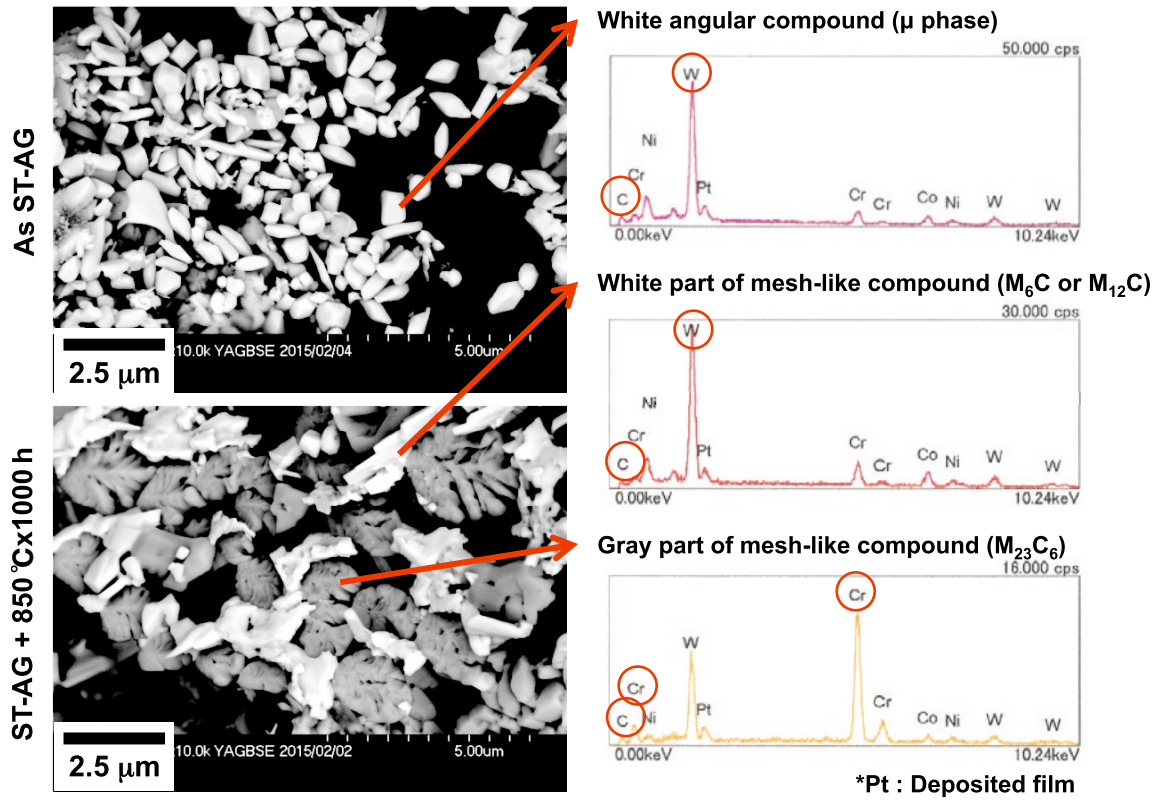 As ST-AG
:10.0k YAGBSE 2015/02/04 5.00um
2.5 μm
ST-AG + 850℃x1000 h
:10.0k YAGBSE 2015/02/02 5.00um
2.5 μm
White angular compound (μ phase)
50.000 cps
W
Ni
Cr
C
Pt
Cr Cr Co Ni W W
0.00keV 10.24keV
White part of mesh-like compound (M₆C or M₁₂C)
30.000 cps
W
Ni
Cr
C
Pt
Cr Cr Co Ni W W
0.00keV 10.24keV
Gray part of mesh-like compound (M₂₃C₆)
16.000 cps
Cr
W
Cr
C Ni Pt Cr Co Ni W W
0.00keV 10.24keV
*Pt : Deposited film